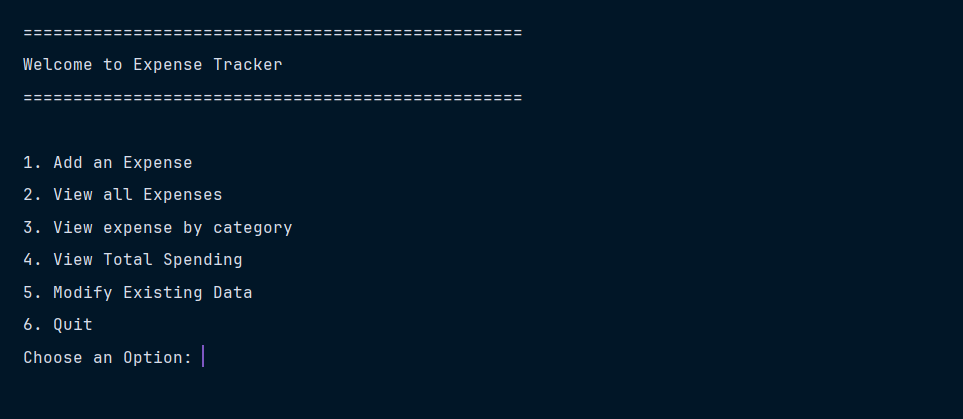 ==================================================
Welcome to Expense Tracker
==================================================
1. Add an Expense
2. View all Expenses
3. View expense by category
4. View Total Spending
5. Modify Existing Data
6. Quit
Choose an Option: